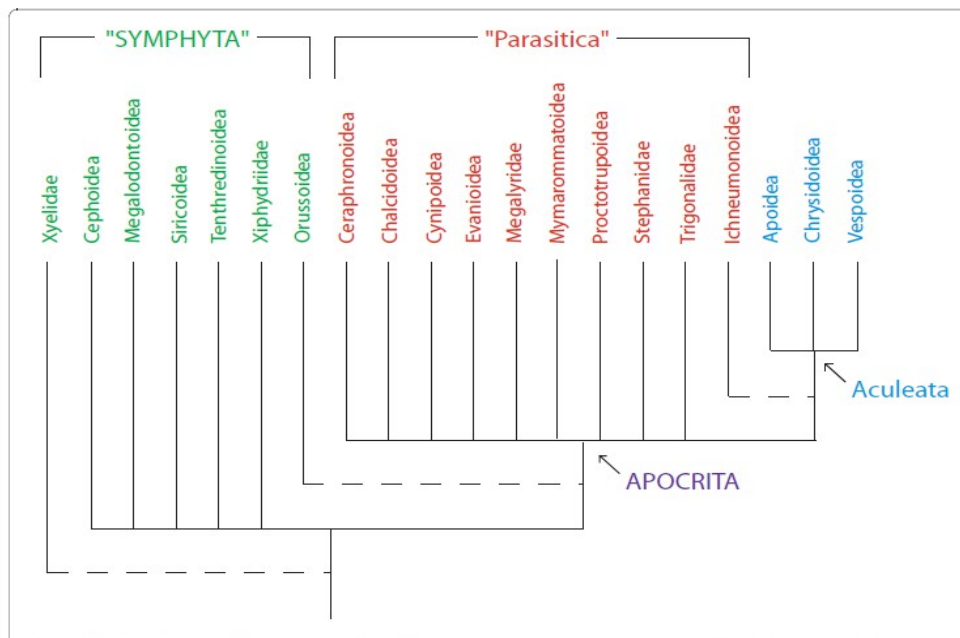 "SYMPHYTA"
"Parasitica"
Xyelidae
Cephoidea
Megalodontoidea
Siricoidea
Tenthredinoidea
Xiphydriidae
Orussoidea
Ceraphronoidea
Chalcidoidea
Cynipoidea
Evanioidea
Megalyridae
Mymarommatoidea
Proctotrupoidea
Stephanidae
Trigonalidae
Ichneumonoidea
Apoidea
Chrysidoidea
Vespoidea
Aculeata
APOCRITA